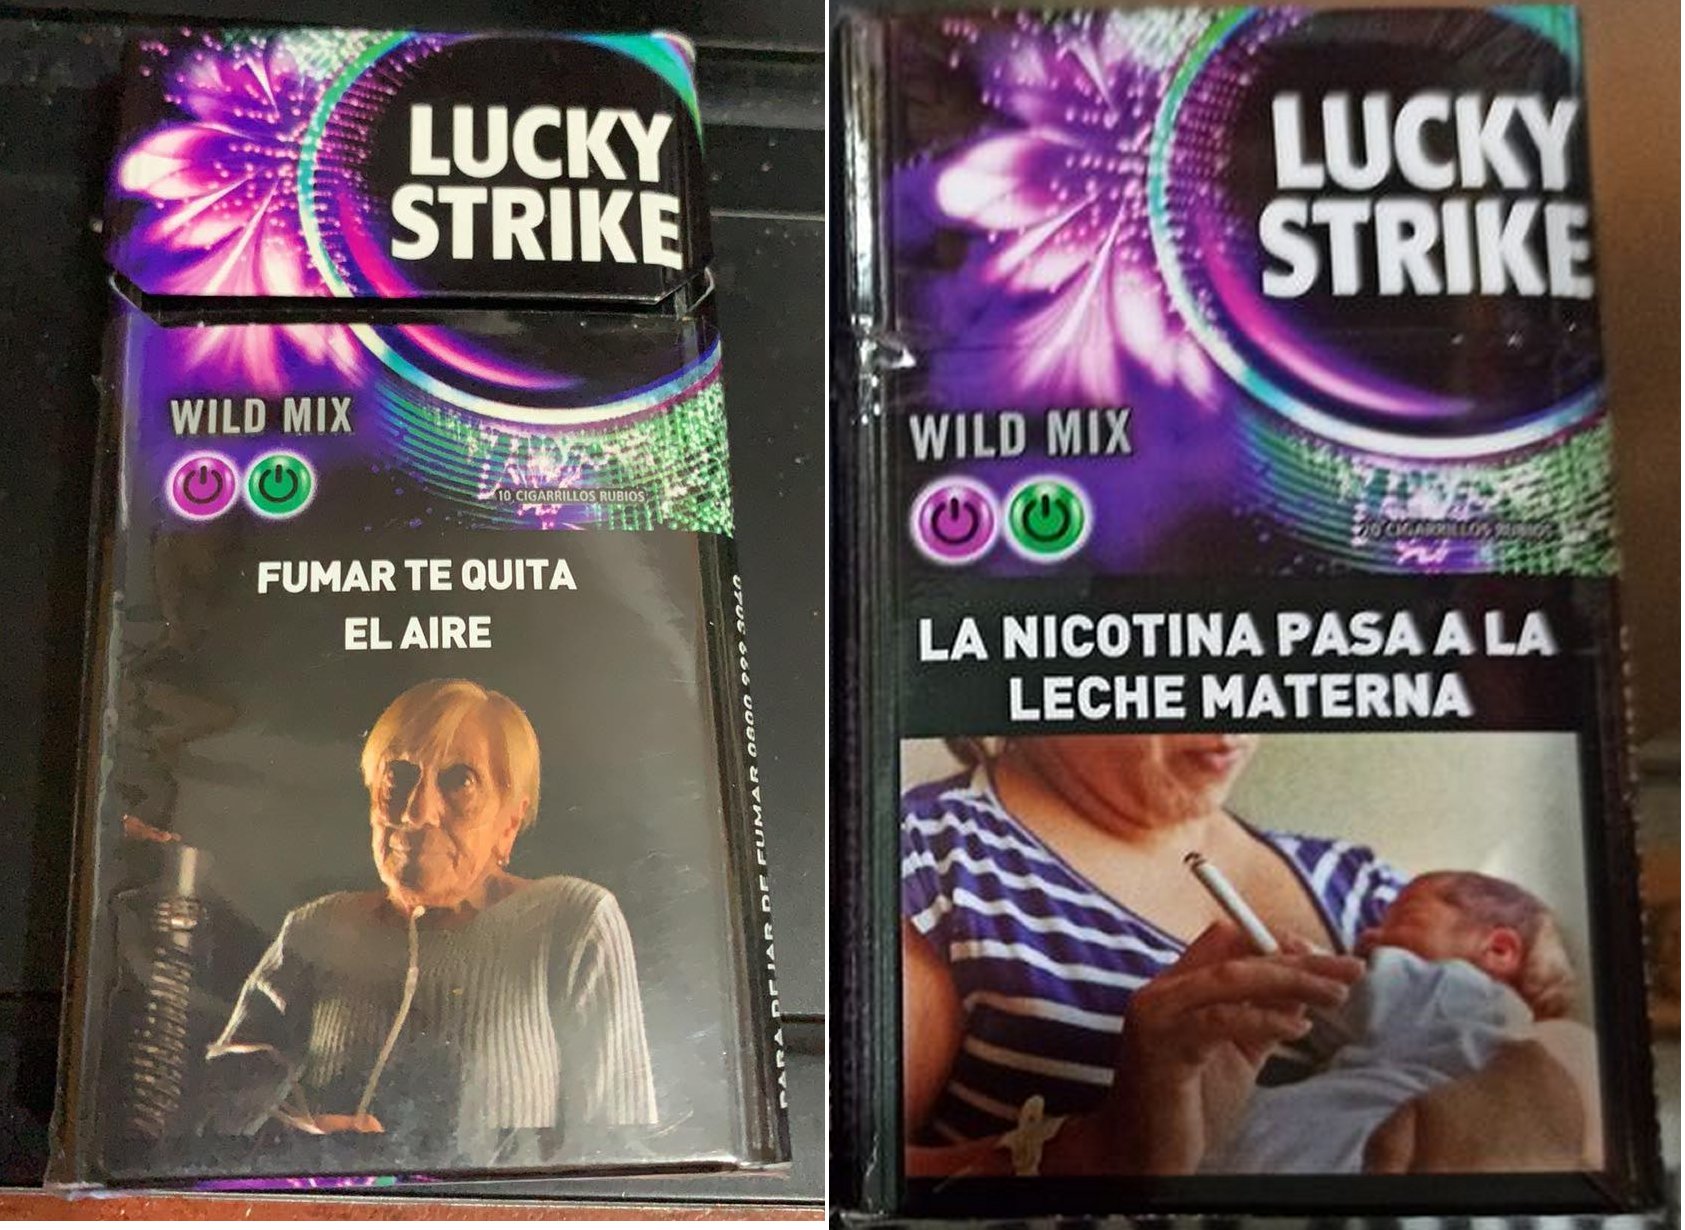 LUCKY
STRIKE
WILD MIX
10 CIGARRILLOS RUBIOS
FUMAR TE QUITA
EL AIRE
PARA DEJAR DE FUMAR 0800 999 3040
LUCKY
STRIKE
WILD MIX
20 CIGARRILLOS RUBIOS
LA NICOTINA PASA A LA
LECHE MATERNA